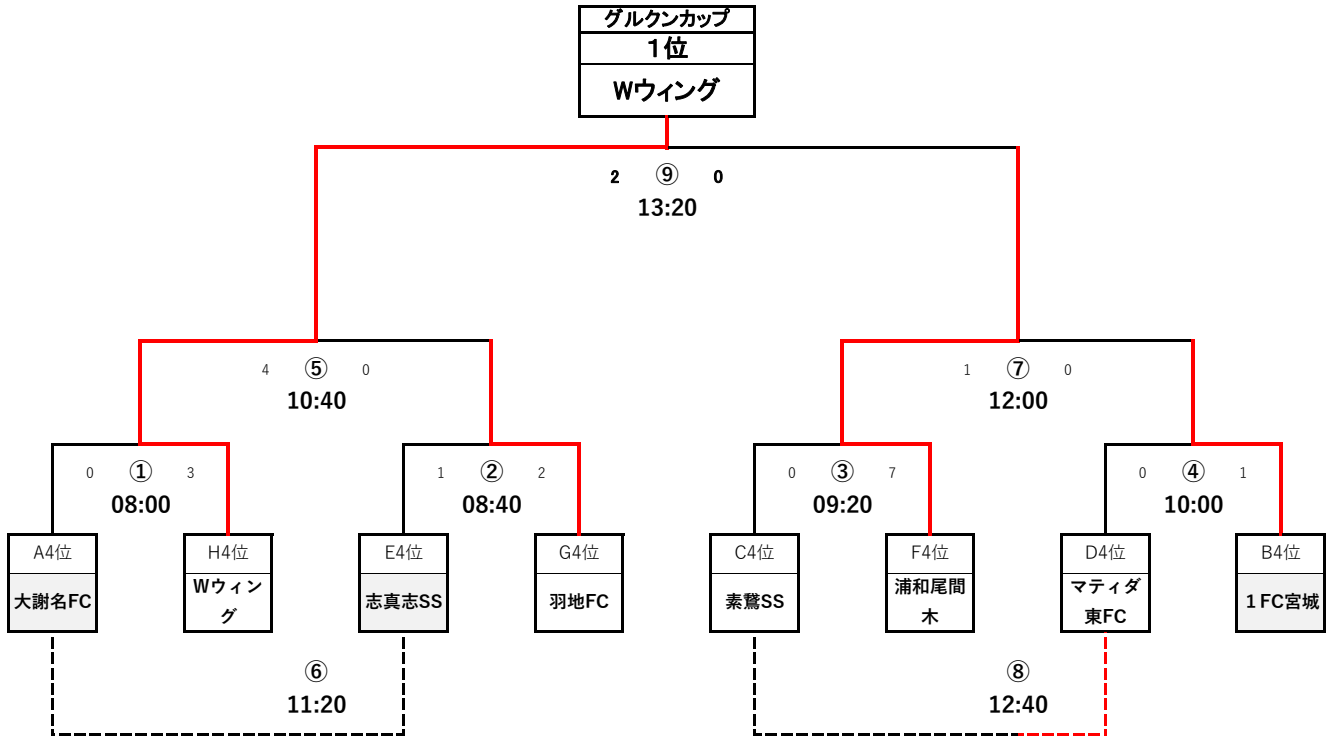 グルクンカップ
1位
Wウィング
2 ⑨ 0
13:20
4 ⑤ 0
10:40
1 ⑦ 0
12:00
0 ① 3
08:00
1 ② 2
08:40
0 ③ 7
09:20
0 ④ 1
10:00
A4位
大謝名FC
H4位
Wウィン
グ
E4位
志真志SS
G4位
羽地FC
C4位
素鵞SS
F4位
浦和尾間
木
D4位
マティダ
東FC
B4位
1FC宮城
⑥
11:20
⑧
12:40